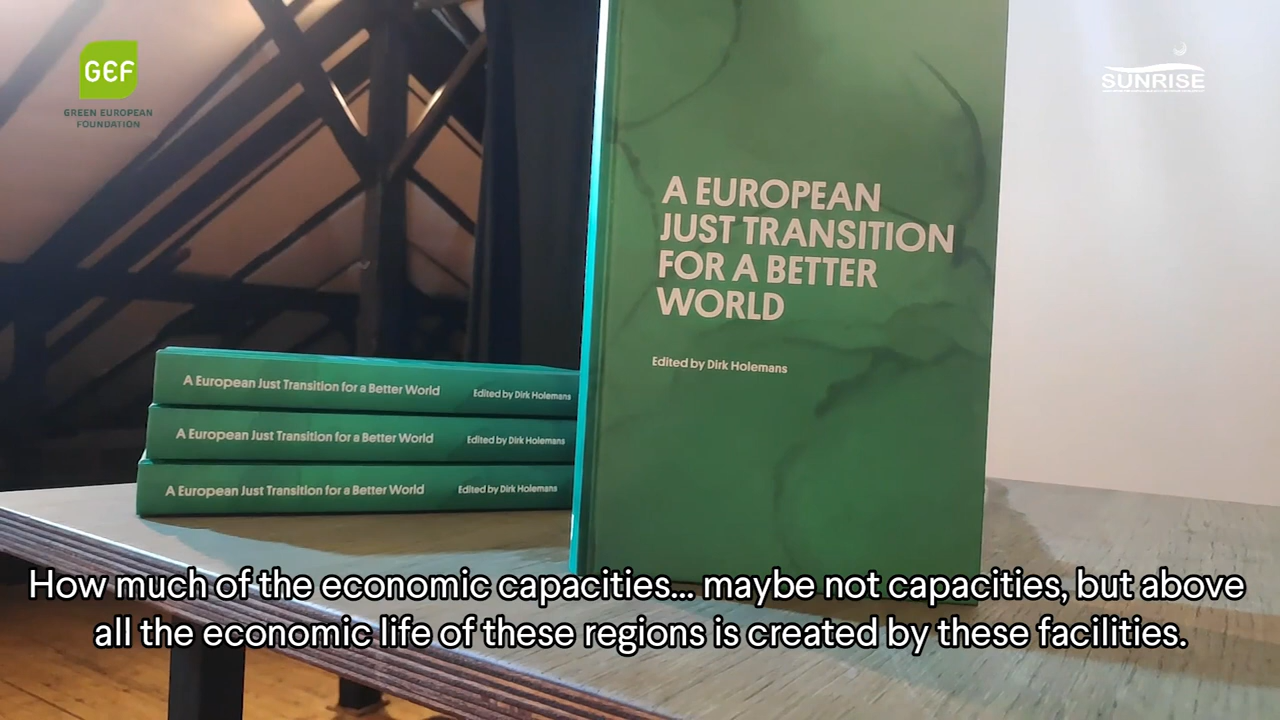 GEF
GREEN EUROPEAN
FOUNDATION
SUNRISE
A EUROPEAN
JUST TRANSITION
FOR A BETTER
WORLD
Edited by Dirk Holemans
A European Just Transition for a Better World Edited by Dirk Holemans
A European Just Transition for a Better World Edited by Dirk Holemans
A European Just Transition for a Better World Edited by Dirk Holemans
How much of the economic capacities... maybe not capacities, but above
all the economic life of these regions is created by these facilities.